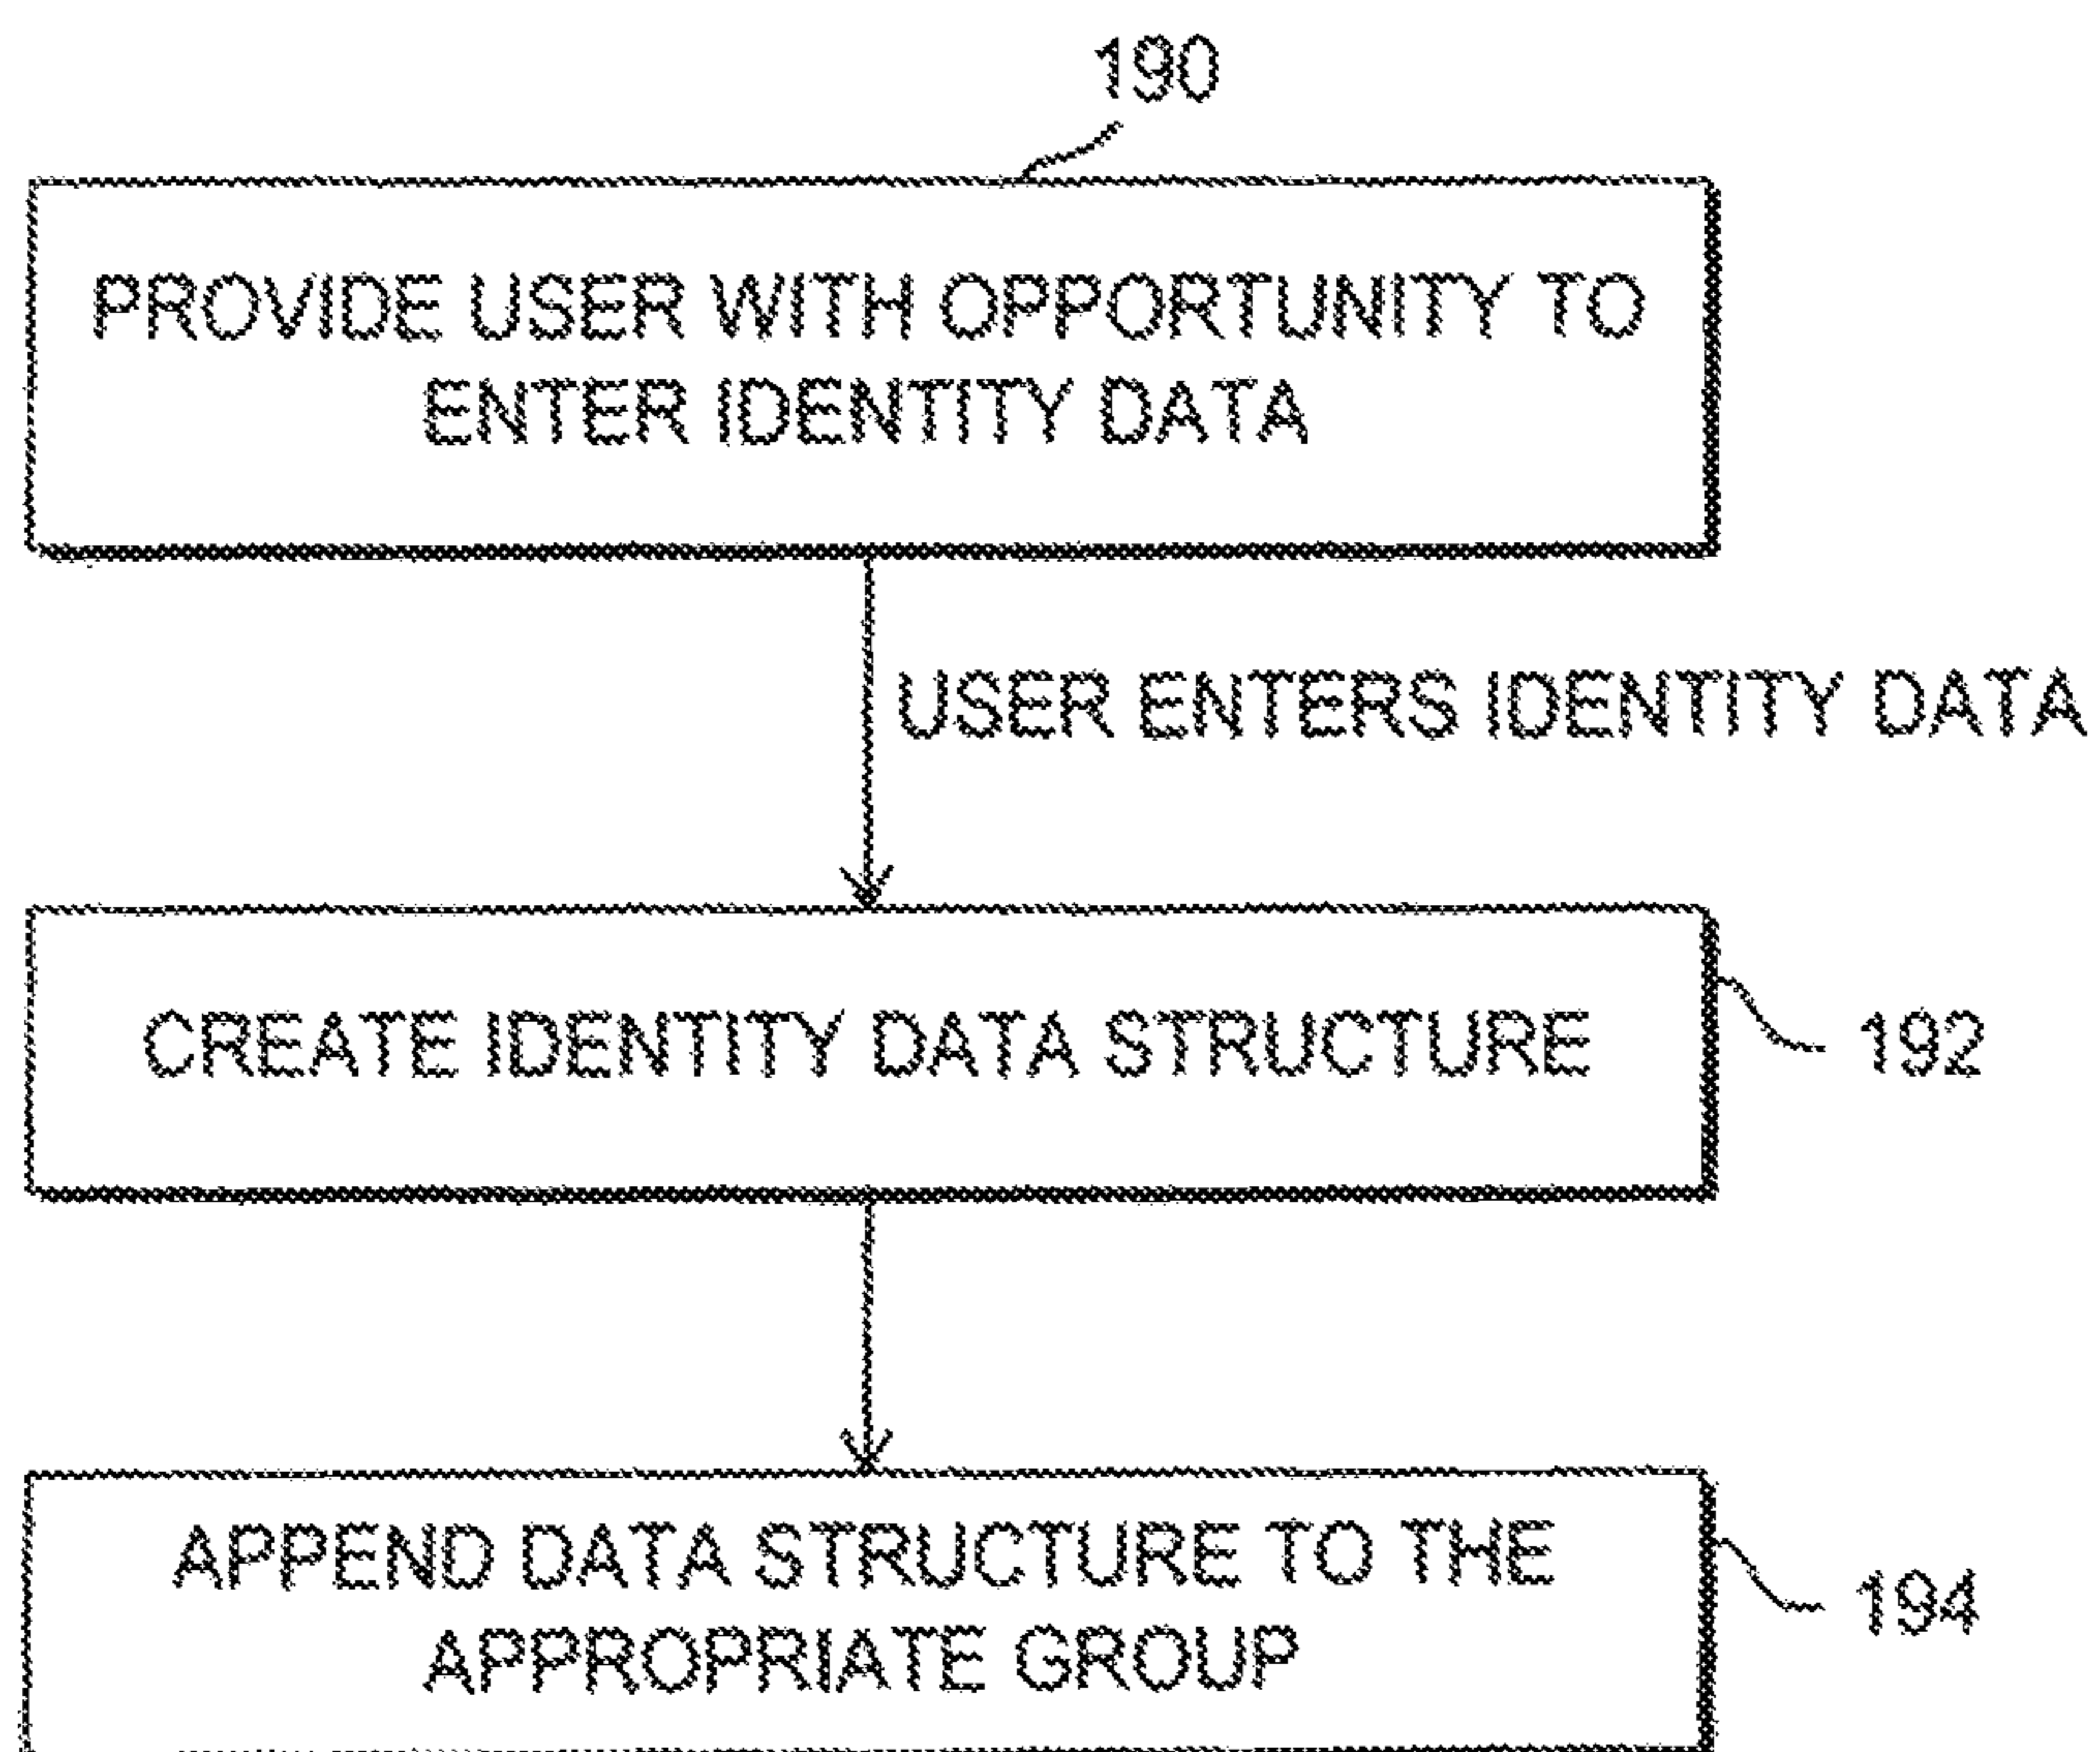 190
PROVIDE USER WITH OPPORTUNITY TO
ENTER IDENTITY DATA
USER ENTERS IDENTITY DATA
CREATE IDENTITY DATA STRUCTURE
192
APPEND DATA STRUCTURE TO THE
APPROPRIATE GROUP
194